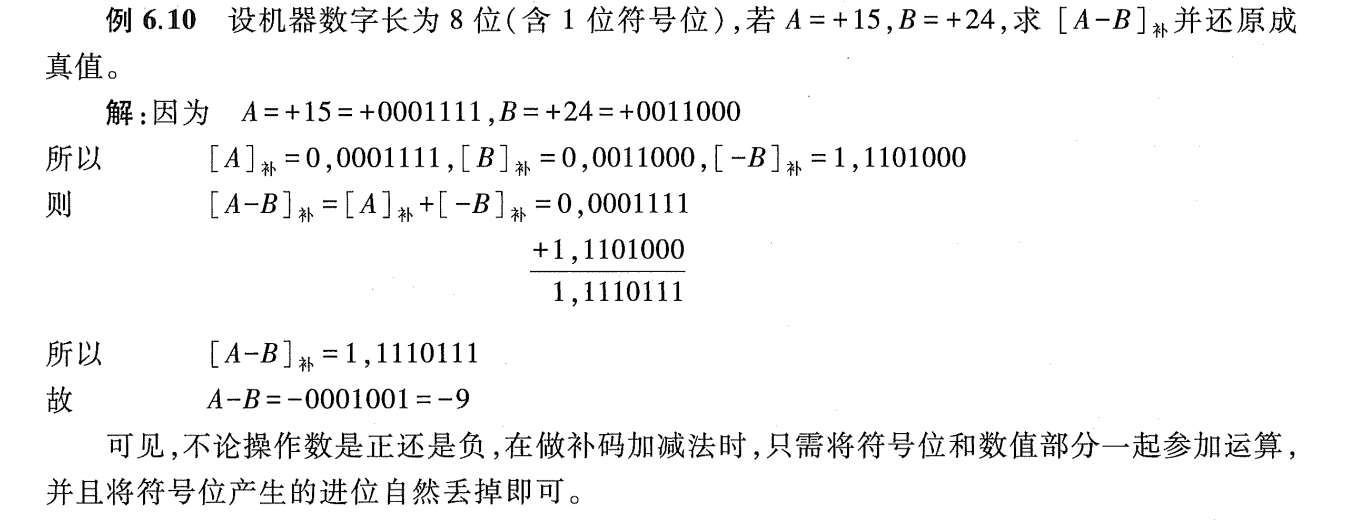 例 6.10 设机器数字长为 8 位(含 1 位符号位),若 A=+15,B=+24,求 [A-B]补并还原成
真值。
解:因为 A=+15=+0001111,B=+24=+0011000
所以 [A]补=0,0001111,[B]补=0,0011000,[-B]补=1,1101000
则 [A-B]补=[A]补+[-B]补=0,0001111
+1,1101000
1,1110111
所以 [A-B]补=1,1110111
故 A-B=-0001001=-9
可见,不论操作数是正还是负,在做补码加减法时,只需将符号位和数值部分一起参加运算,
并且将符号位产生的进位自然丢掉即可。